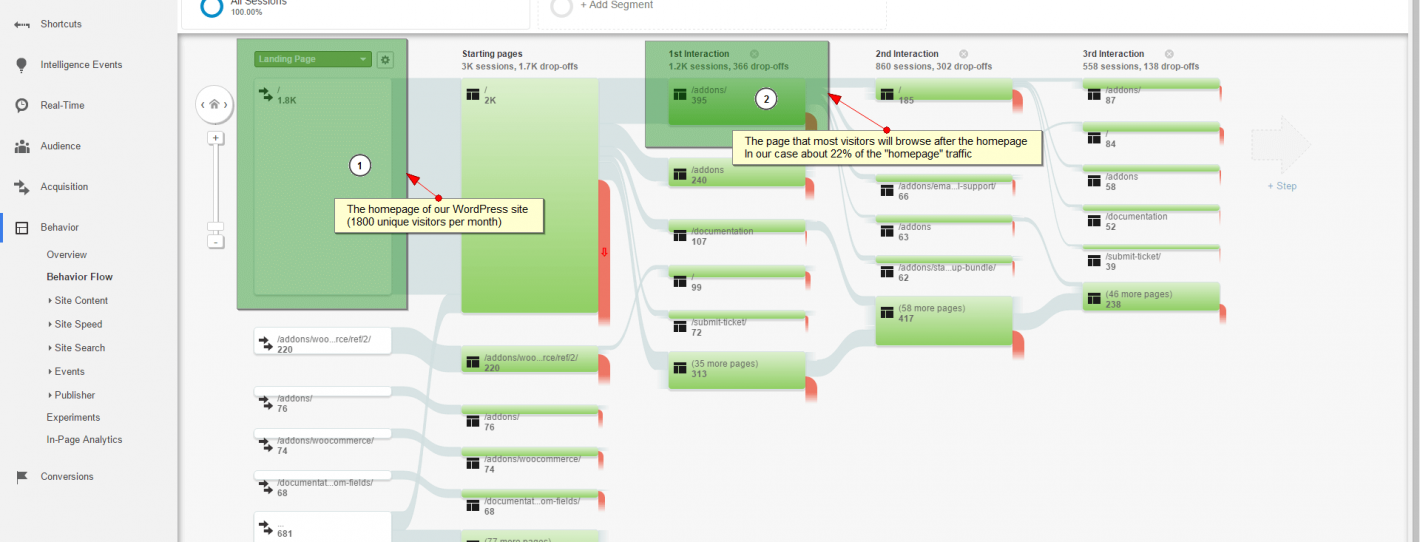 All Sessions
100.00%
+ Add Segment
Shortcuts
Intelligence Events
Real-Time
Audience
Acquisition
Behavior
Overview
Behavior Flow
Site Content
Site Speed
Site Search
Events
Publisher
Experiments
In-Page Analytics
Conversions
Landing Page
/
1.8K
1
The homepage of our WordPress site
(1800 unique visitors per month)
/addons/woo...rce/ref/2/
220
/addons/
76
/addons/woocommerce/
74
/documentat...om-fields/
68
...
681
+
-
Starting pages
3K sessions, 1.7K drop-offs
/
2K
/addons/woo...rce/ref/2/
220
/addons/
76
/addons/woocommerce/
74
/documentat...om-fields/
68
(77 more pages)
1st Interaction
1.2K sessions, 366 drop-offs
/addons/
395
2
The page that most visitors will browse after the homepage
In our case about 22% of the "homepage" traffic
/addons
240
/documentation
107
/
99
/submit-ticket/
72
(35 more pages)
313
2nd Interaction
860 sessions, 302 drop-offs
/
185
/addons/ema...l-support/
66
/addons
63
/addons/sta...up-bundle/
62
(58 more pages)
417
3rd Interaction
558 sessions, 138 drop-offs
/addons/
87
/
84
/addons
58
/documentation
52
/submit-ticket/
39
(46 more pages)
238
+ Step